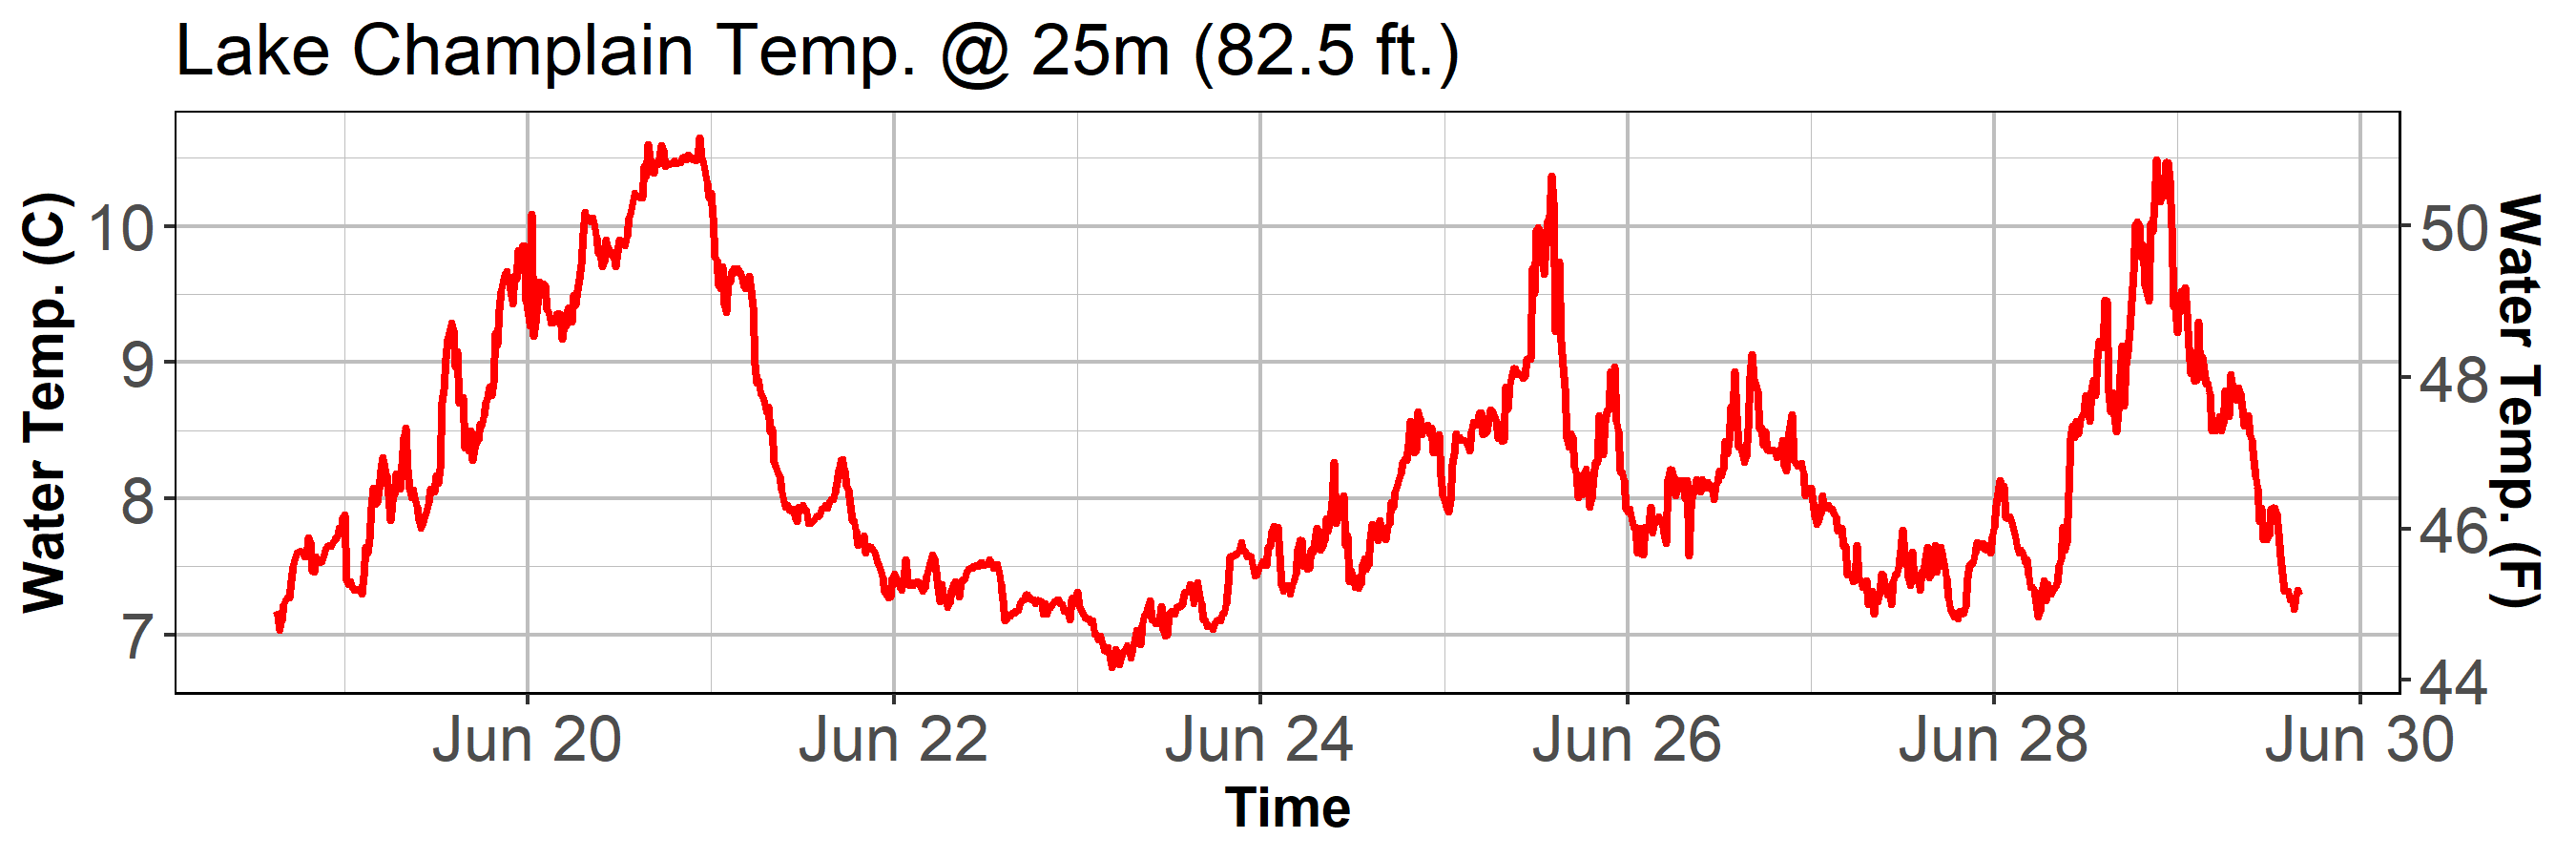 Lake Champlain Temp. @ 25m (82.5 ft.)
Water Temp. (C)
10
9
8
7
50
48
46
44
Water Temp. (F)
Jun 20 Jun 22 Jun 24 Jun 26 Jun 28 Jun 30
Time